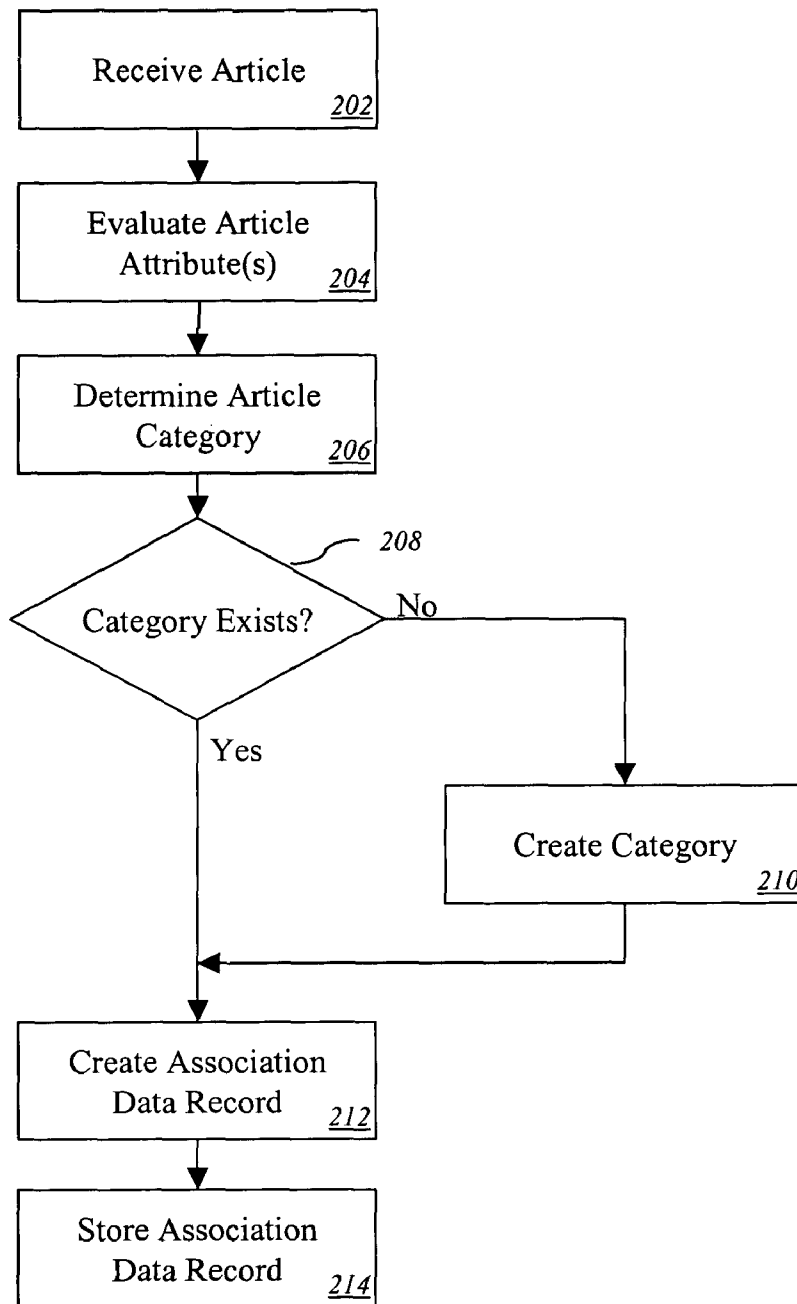 Receive Article
202
Evaluate Article
Attribute(s)
204
Determine Article
Category
206
208
Category Exists?
No
Yes
Create Category
210
Create Association
Data Record
212
Store Association
Data Record
214